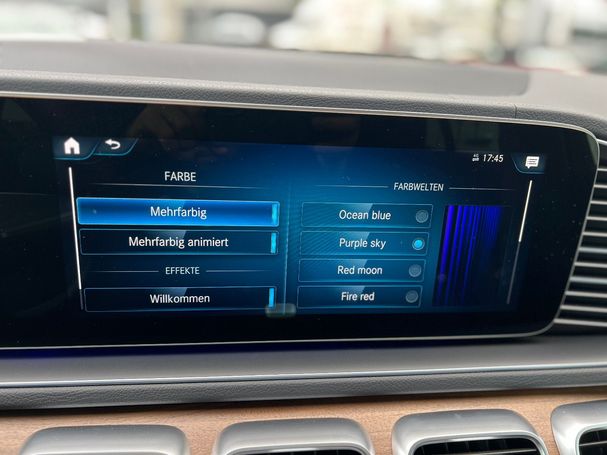 17:45
FARBE
Mehrfarbig
Mehrfarbig animiert
EFFEKTE
Willkommen
FARBWELTEN
Ocean blue
Purple sky
Red moon
Fire red